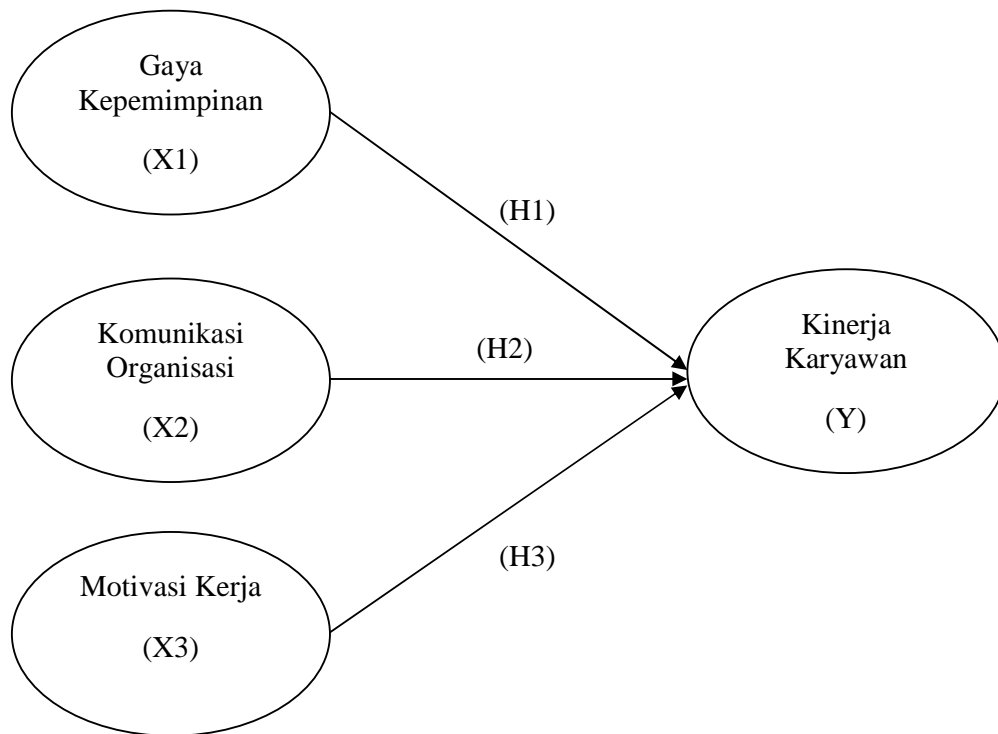 Gaya
Kepemimpinan
(X1)
(H1)
Komunikasi
Organisasi
(X2)
(H2)
Kinerja
Karyawan
(Y)
Motivasi Kerja
(X3)
(H3)